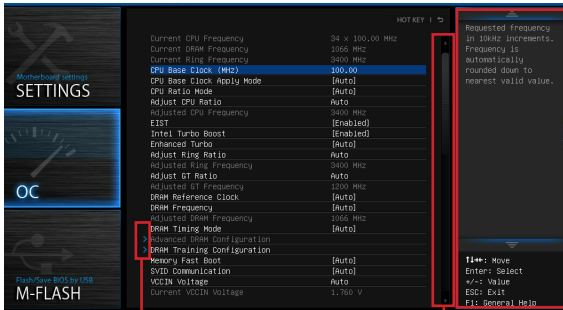 HOT KEY |
Motherboard settings
SETTINGS
OC
Flash/Save BIOS by USB
M-FLASH
Current CPU Frequency 34 x 100.00 MHz
Current DRAM Frequency 1066 MHz
Current Ring Frequency 3400 MHz
CPU Base Clock (MHz) 100.00
CPU Base Clock Apply Mode [Auto]
CPU Ratio Mode [Auto]
Adjust CPU Ratio Auto
Adjusted CPU Frequency 3400 MHz
EIST [Enabled]
Intel Turbo Boost [Enabled]
Enhanced Turbo [Auto]
Adjust Ring Ratio Auto
Adjusted Ring Frequency 3400 MHz
Adjust GT Ratio Auto
Adjusted GT Frequency 1200 MHz
DRAM Reference Clock [Auto]
DRAM Frequency [Auto]
Adjusted DRAM Frequency 1066 MHz
DRAM Timing Mode [Auto]
> Advanced DRAM Configuration
> DRAM Training Configuration
Memory Fast Boot [Auto]
SVID Communication [Auto]
VCCIN Voltage Auto
Current VCCIN Voltage 1.760 V
Requested frequency
in 10kHz increments.
Frequency is
automatically
rounded down to
nearest valid value.
↑↓→←: Move
Enter: Select
+/-: Value
ESC: Exit
F1: General Help